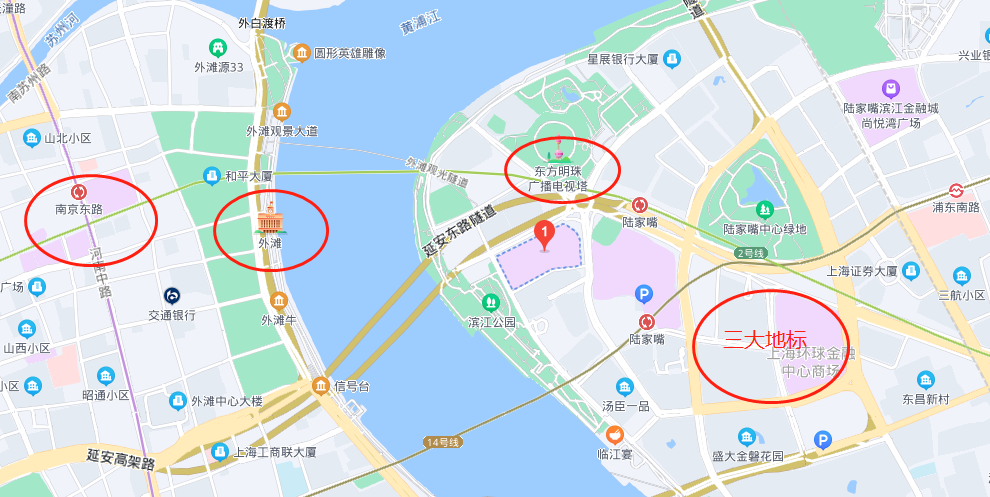 潼路
苏州河
外白渡桥
黄浦江
隧道
圆形英雄雕像
外滩源33
南苏州路
星展银行大厦
兴业银
陆家嘴滨江金融城
尚悦湾广场
山北小区
外滩观景大道
外滩观光隧道
和平大厦
东方明珠
广播电视塔
南京东路
延安东路隧道
陆家嘴
陆家嘴中心绿地
浦东南路
外滩
1
2号线
河南中路
广场
交通银行
外滩牛
滨江公园
P
上海证券大厦
三航小区
山西小区
陆家嘴
三大地标
上海环球金融
中心商场
小区
昭通小区
外滩中心大楼
信号台
汤臣一品
东昌新村
14号线
临江宴
盛大金磐花园
P
延安高架路
上海工商联大厦